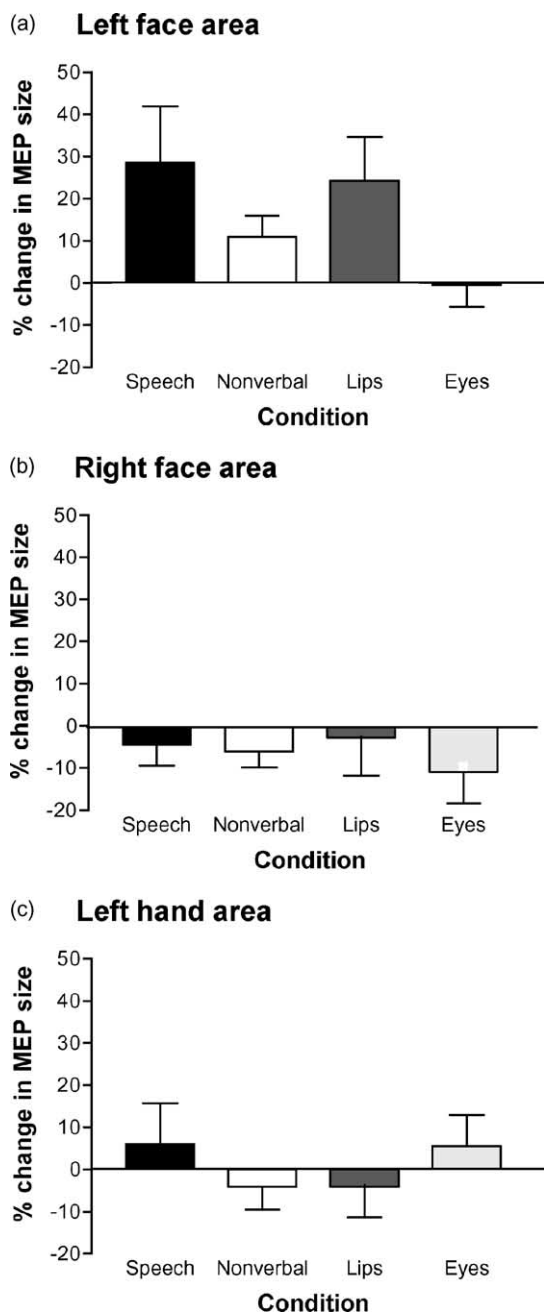 (a) Left face area
% change in MEP size
50
40
30
20
10
0
-10
-20
Speech Nonverbal Lips Eyes
Condition
(b) Right face area
% change in MEP size
50
40
30
20
10
0
-10
-20
Speech Nonverbal Lips Eyes
Condition
(c) Left hand area
% change in MEP size
50
40
30
20
10
0
-10
-20
Speech Nonverbal Lips Eyes
Condition